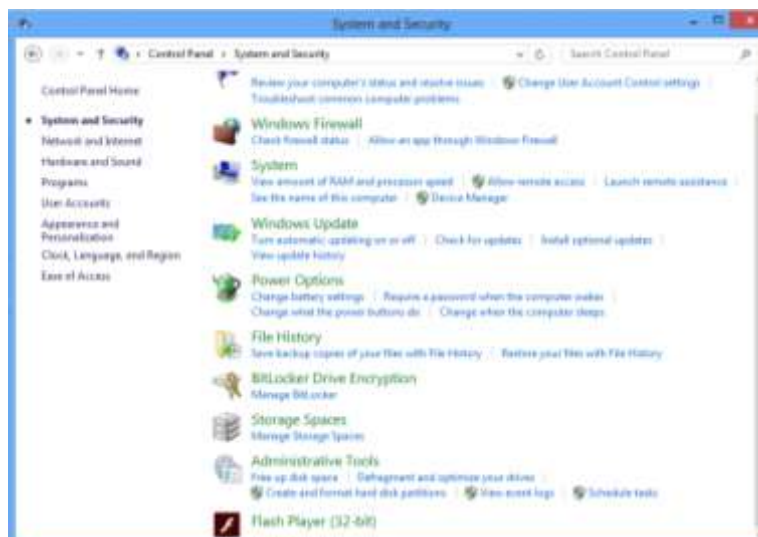 System and Security
Control Panel › System and Security
Search Control Panel
Control Panel Home
System and Security
Network and Internet
Hardware and Sound
Programs
User Accounts
Appearance and
Personalization
Clock, Language, and Region
Ease of Access
Review your computer's status and resolve issues
Change User Account Control settings
Troubleshoot common computer problems
Windows Firewall
Check firewall status
Allow an app through Windows Firewall
System
View amount of RAM and processor speed
Allow remote access
Launch remote assistance
See the name of this computer
Device Manager
Windows Update
Turn automatic updating on or off
Check for updates
Install optional updates
View update history
Power Options
Change battery settings
Require a password when the computer wakes
Change what the power buttons do
Change when the computer sleeps
File History
Save backup copies of your files with File History
Restore your files with File History
BitLocker Drive Encryption
Manage BitLocker
Storage Spaces
Manage Storage Spaces
Administrative Tools
Free up disk space
Defragment and optimize your drives
Create and format hard disk partitions
View event logs
Schedule tasks
Flash Player (32-bit)